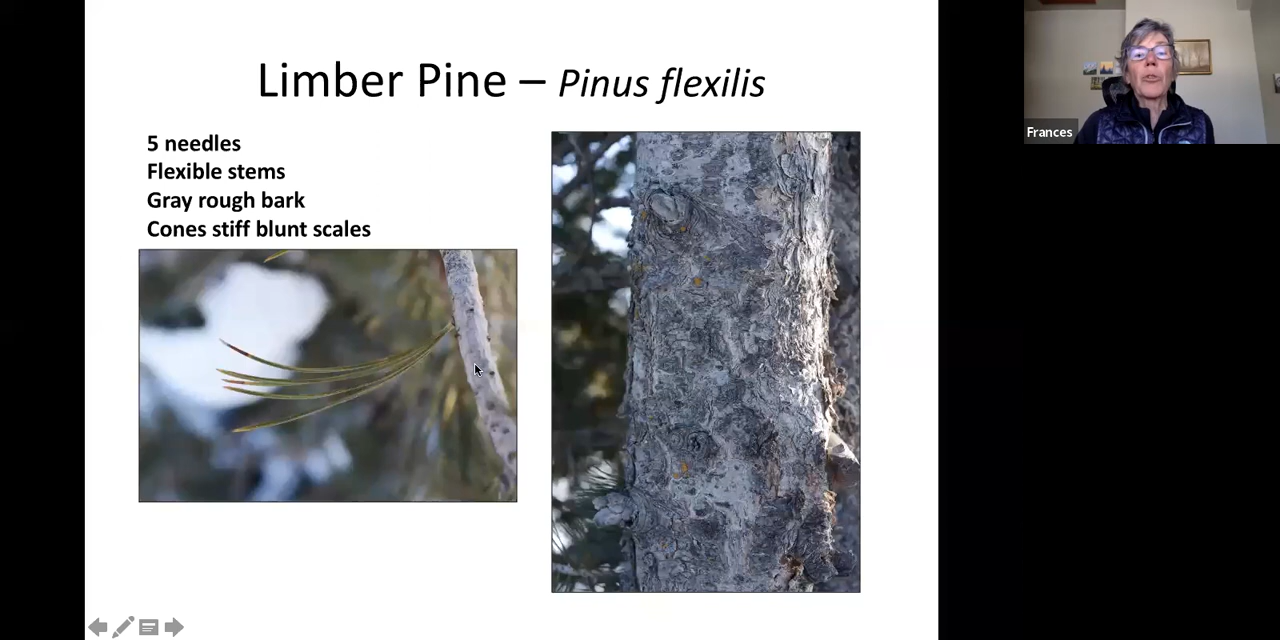 Limber Pine – Pinus flexilis
5 needles
Flexible stems
Gray rough bark
Cones stiff blunt scales
Frances